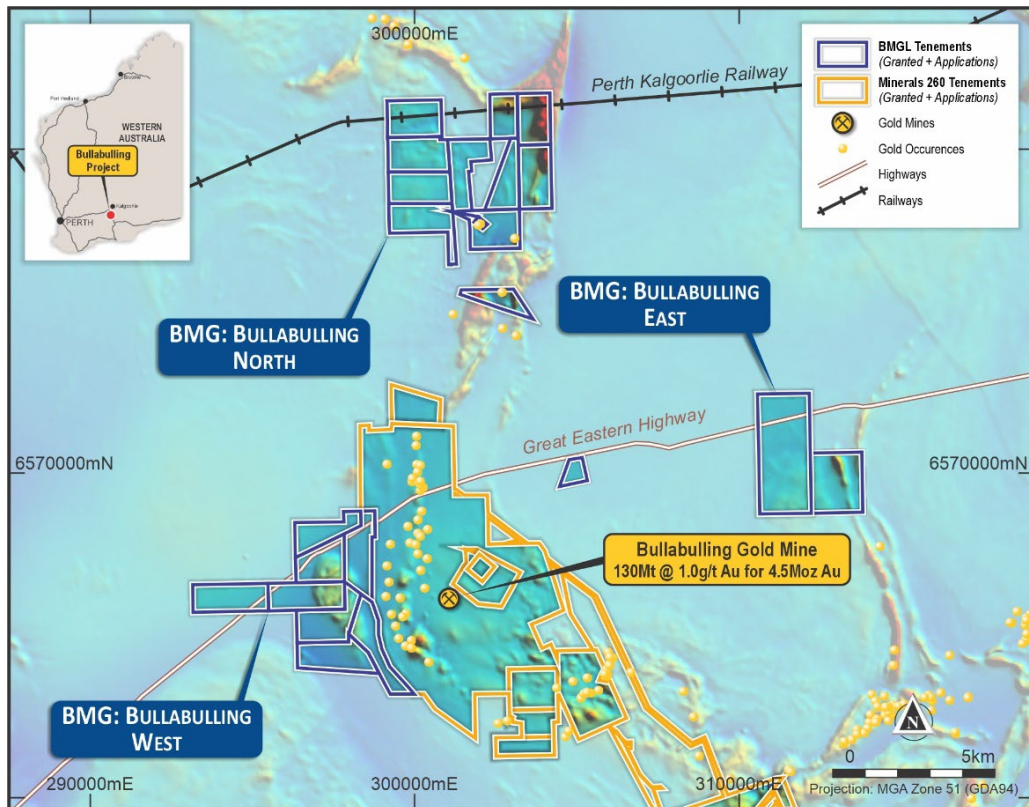 300000mE
Perth Kalgoorlie Railway
Broome
Port Hedland
WESTERN
AUSTRALIA
Bullabulling
Project
Kalgoorlie
PERTH
BMGL Tenements
(Granted + Applications)
Minerals 260 Tenements
(Granted + Applications)
Gold Mines
Gold Occurences
Highways
Railways
BMG: BULLABULLING
NORTH
BMG: BULLABULLING
EAST
Great Eastern Highway
6570000mN
6570000mN
Bullabulling Gold Mine
130Mt @ 1.0g/t Au for 4.5Moz Au
BMG: BULLABULLING
WEST
N
0 5km
290000mE
300000mE
310000mE
Projection: MGA Zone 51 (GDA94)